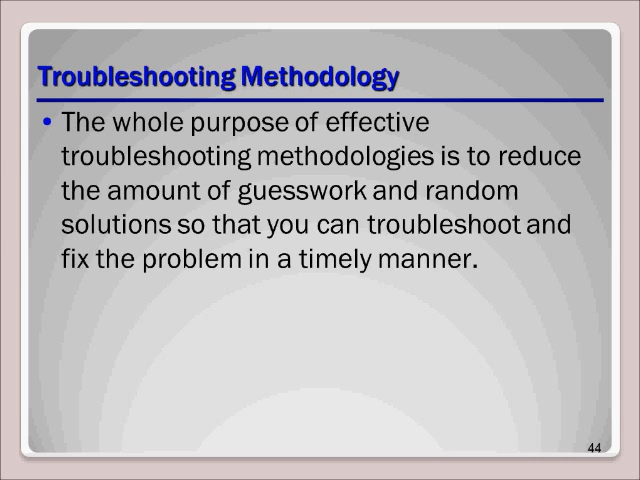 Troubleshooting Methodology
• The whole purpose of effective
troubleshooting methodologies is to reduce
the amount of guesswork and random
solutions so that you can troubleshoot and
fix the problem in a timely manner.
44